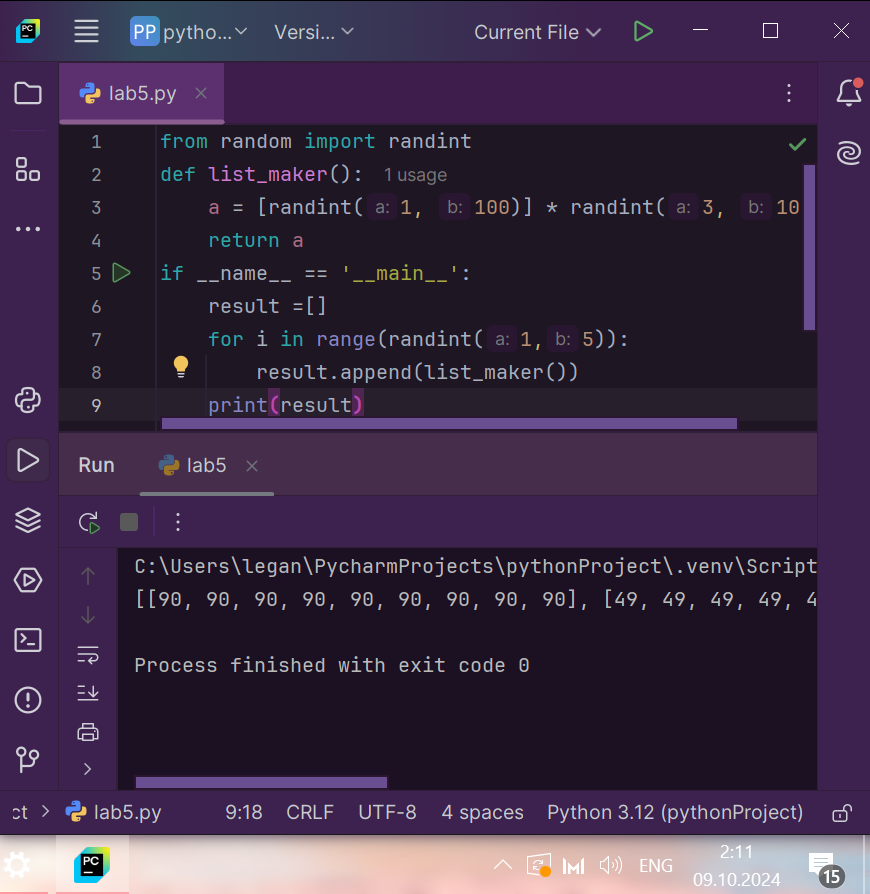 PC
PP pytho...
Versi...
Current File
lab5.py
1 from random import randint
2 def list_maker(): 1 usage
3 a = [randint( a: 1, b: 100)] * randint( a: 3, b: 10
4 return a
5 if __name__ == '__main__':
6 result =[]
7 for i in range(randint( a: 1, b: 5)):
8 result.append(list_maker())
9 print(result)
Run
lab5
C:\Users\legan\PycharmProjects\pythonProject\.venv\Script
[[90, 90, 90, 90, 90, 90, 90, 90, 90], [49, 49, 49, 49, 4
Process finished with exit code 0
ct > lab5.py 9:18 CRLF UTF-8 4 spaces Python 3.12 (pythonProject)
PC
ENG
2:11
09.10.2024
15